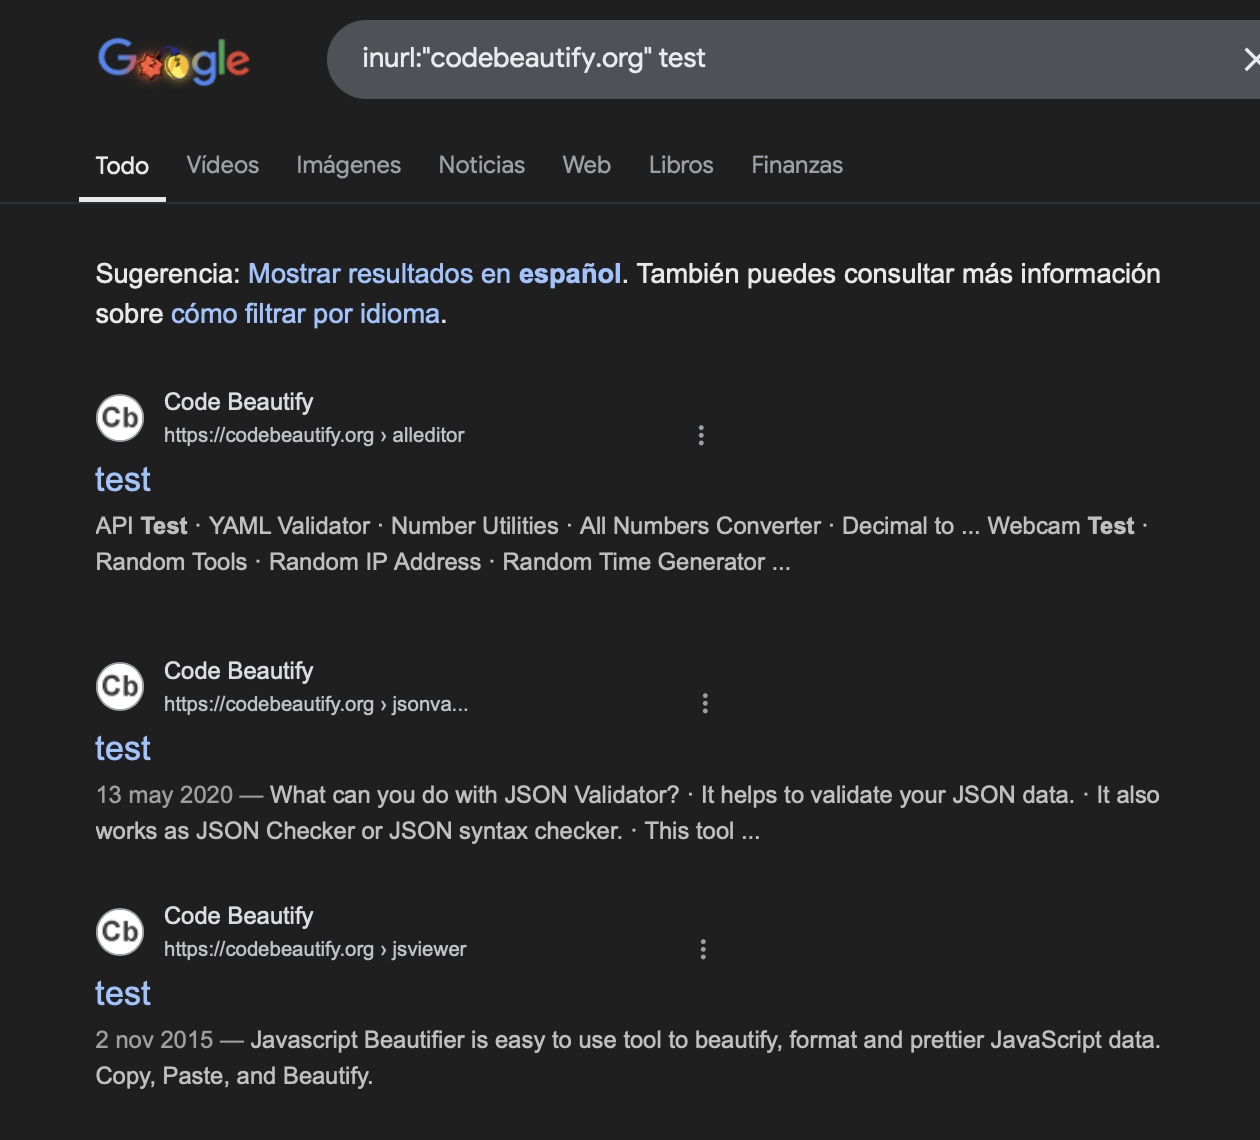 Google
inurl:"codebeautify.org" test
Todo Vídeos Imágenes Noticias Web Libros Finanzas
Sugerencia: Mostrar resultados en español. También puedes consultar más información
sobre cómo filtrar por idioma.
Cb
Code Beautify
https://codebeautify.org › alleditor
test
API Test · YAML Validator · Number Utilities · All Numbers Converter · Decimal to ... Webcam Test ·
Random Tools · Random IP Address · Random Time Generator ...
Cb
Code Beautify
https://codebeautify.org › jsonva...
test
13 may 2020 — What can you do with JSON Validator? · It helps to validate your JSON data. · It also
works as JSON Checker or JSON syntax checker. · This tool ...
Cb
Code Beautify
https://codebeautify.org › jsviewer
test
2 nov 2015 — Javascript Beautifier is easy to use tool to beautify, format and prettier JavaScript data.
Copy, Paste, and Beautify.